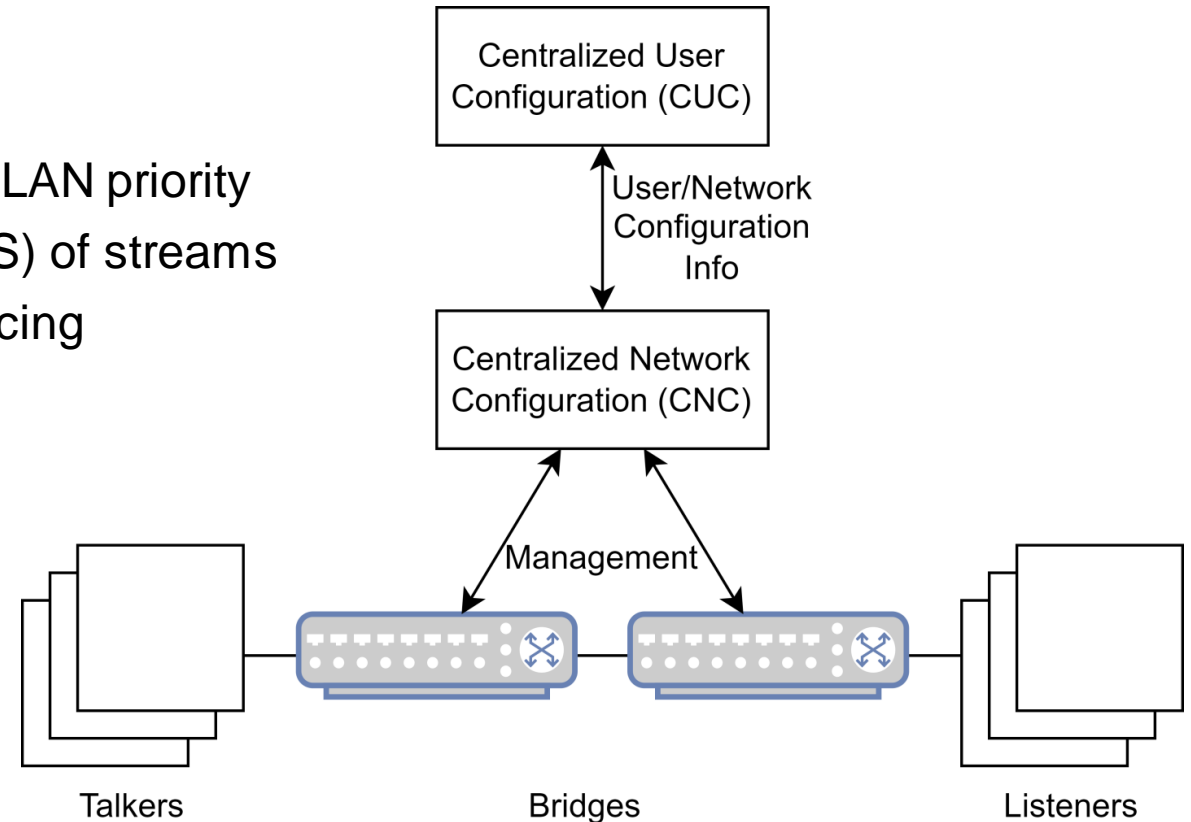 Centralized User
Configuration (CUC)
LAN priority
S) of streams
cing
User/Network
Configuration
Info
Centralized Network
Configuration (CNC)
Management
Talkers
Bridges
Listeners